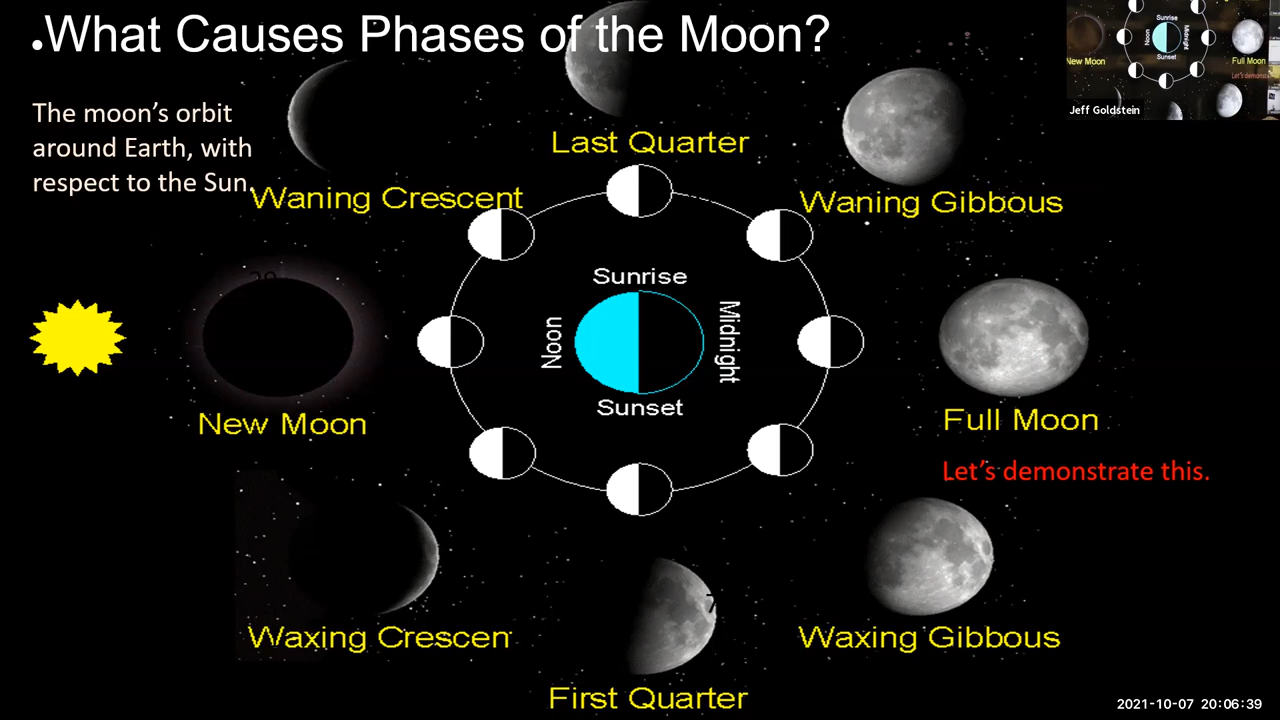 •What Causes Phases of the Moon?
The moon's orbit
around Earth, with
respect to the Sun.
Last Quarter
Waning Crescent
Waning Gibbous
Sunrise
Noon
Midnight
Sunset
New Moon
Full Moon
Let's demonstrate this.
Waxing Crescen
Waxing Gibbous
First Quarter
Sunrise
Noon
Midnight
Sunset
New Moon
Full Moon
Let's demonst
Jeff Goldstein
2021-10-07 20:06:39